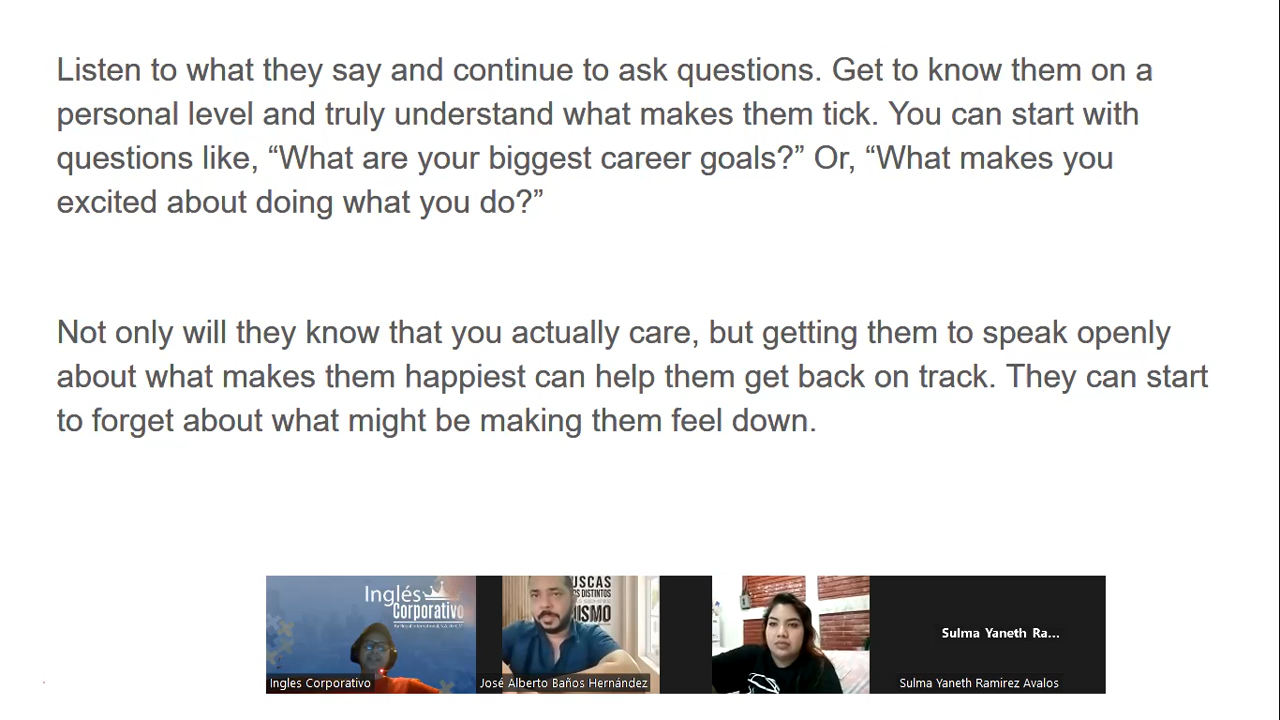 Listen to what they say and continue to ask questions. Get to know them on a
personal level and truly understand what makes them tick. You can start with
questions like, “What are your biggest career goals?” Or, “What makes you
excited about doing what you do?”
Not only will they know that you actually care, but getting them to speak openly
about what makes them happiest can help them get back on track. They can start
to forget about what might be making them feel down.
Inglés
Corporativo
Ingles Corporativo
José Alberto Baños Hernández
Sulma Yaneth Ra...
Sulma Yaneth Ramirez Avalos